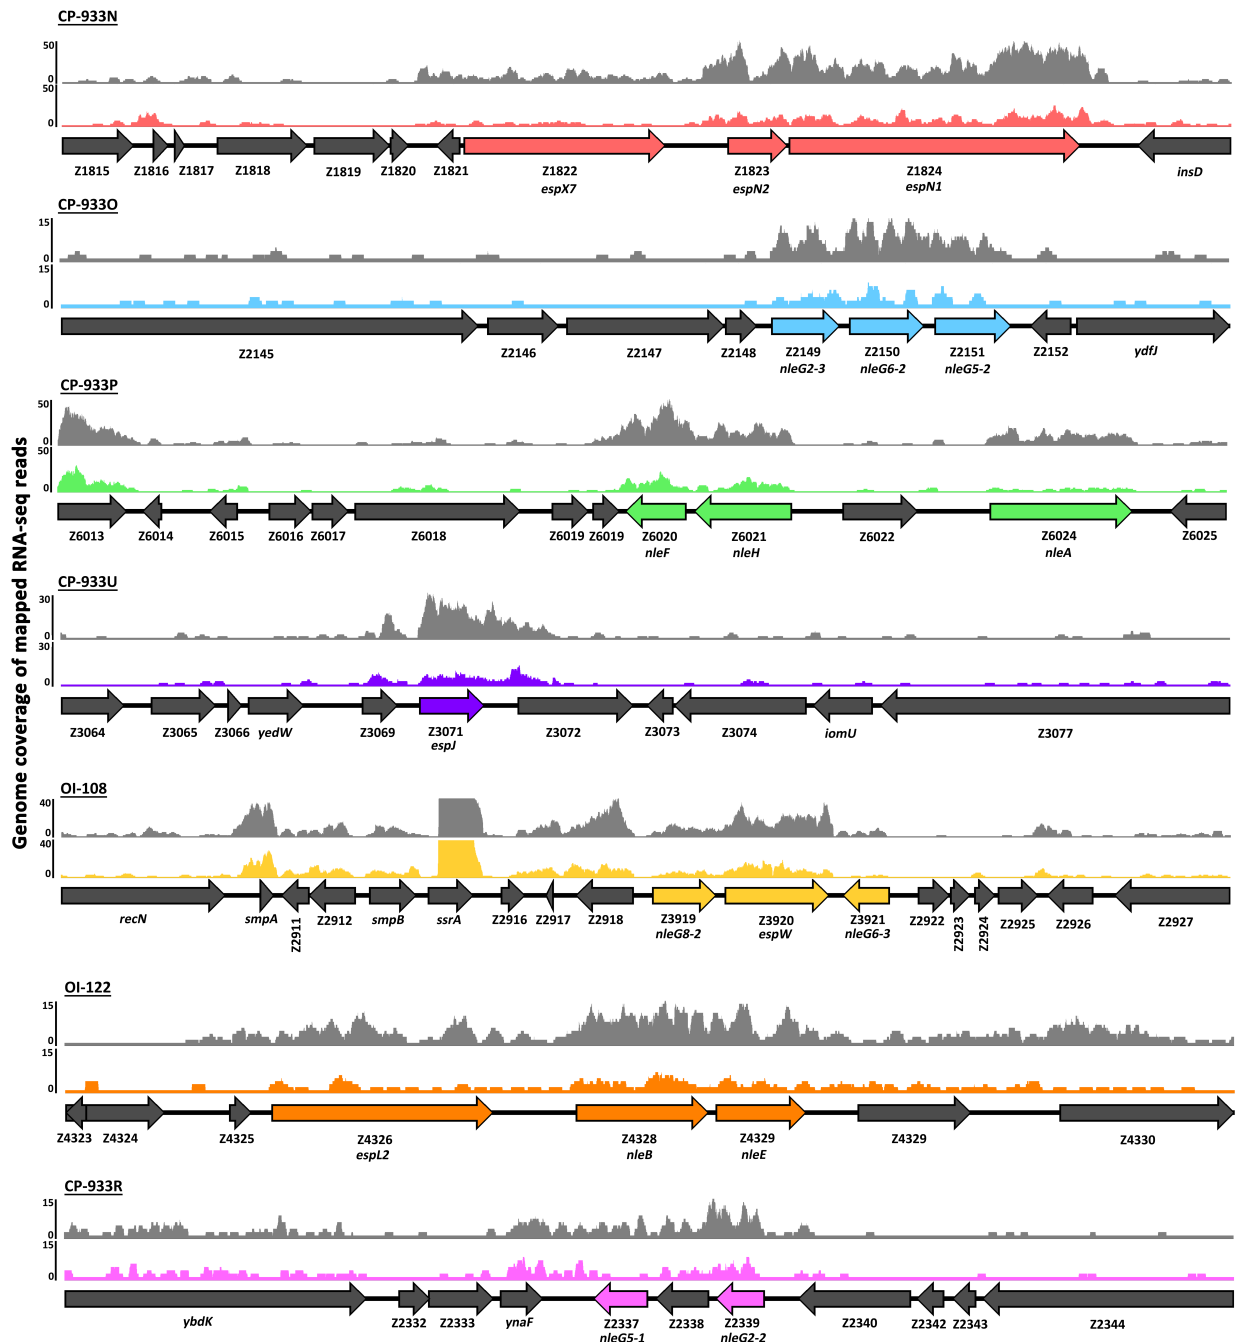 Genome coverage of mapped RNA-seq reads
CP-933N
50
0
50
0
Z1815 Z1816 Z1817 Z1818 Z1819 Z1820 Z1821 Z1822 Z1823 Z1824 insD
espX7 espN2 espN1
CP-933O
15
0
15
0
Z2145 Z2146 Z2147 Z2148 Z2149 Z2150 Z2151 Z2152 ydfJ
nleG2-3 nleG6-2 nleG5-2
CP-933P
50
0
50
0
Z6013 Z6014 Z6015 Z6016 Z6017 Z6018 Z6019 Z6019 Z6020 Z6021 Z6022 Z6024 Z6025
nleF nleH nleA
CP-933U
30
0
30
0
Z3064 Z3065 Z3066 yedW Z3069 Z3071 Z3072 Z3073 Z3074 iomU Z3077
espJ
OI-108
40
0
40
0
recN smpA Z2911 Z2912 smpB ssrA Z2916 Z2917 Z2918 Z3919 Z3920 Z3921 Z2922 Z2923 Z2924 Z2925 Z2926 Z2927
nleG8-2 espW nleG6-3
OI-122
15
0
15
0
Z4323 Z4324 Z4325 Z4326 Z4328 Z4329 Z4329 Z4330
espL2 nleB nleE
CP-933R
15
0
15
0
ybdK Z2332 Z2333 ynaF Z2337 Z2338 Z2339 Z2340 Z2342 Z2343 Z2344
nleG5-1 nleG2-2